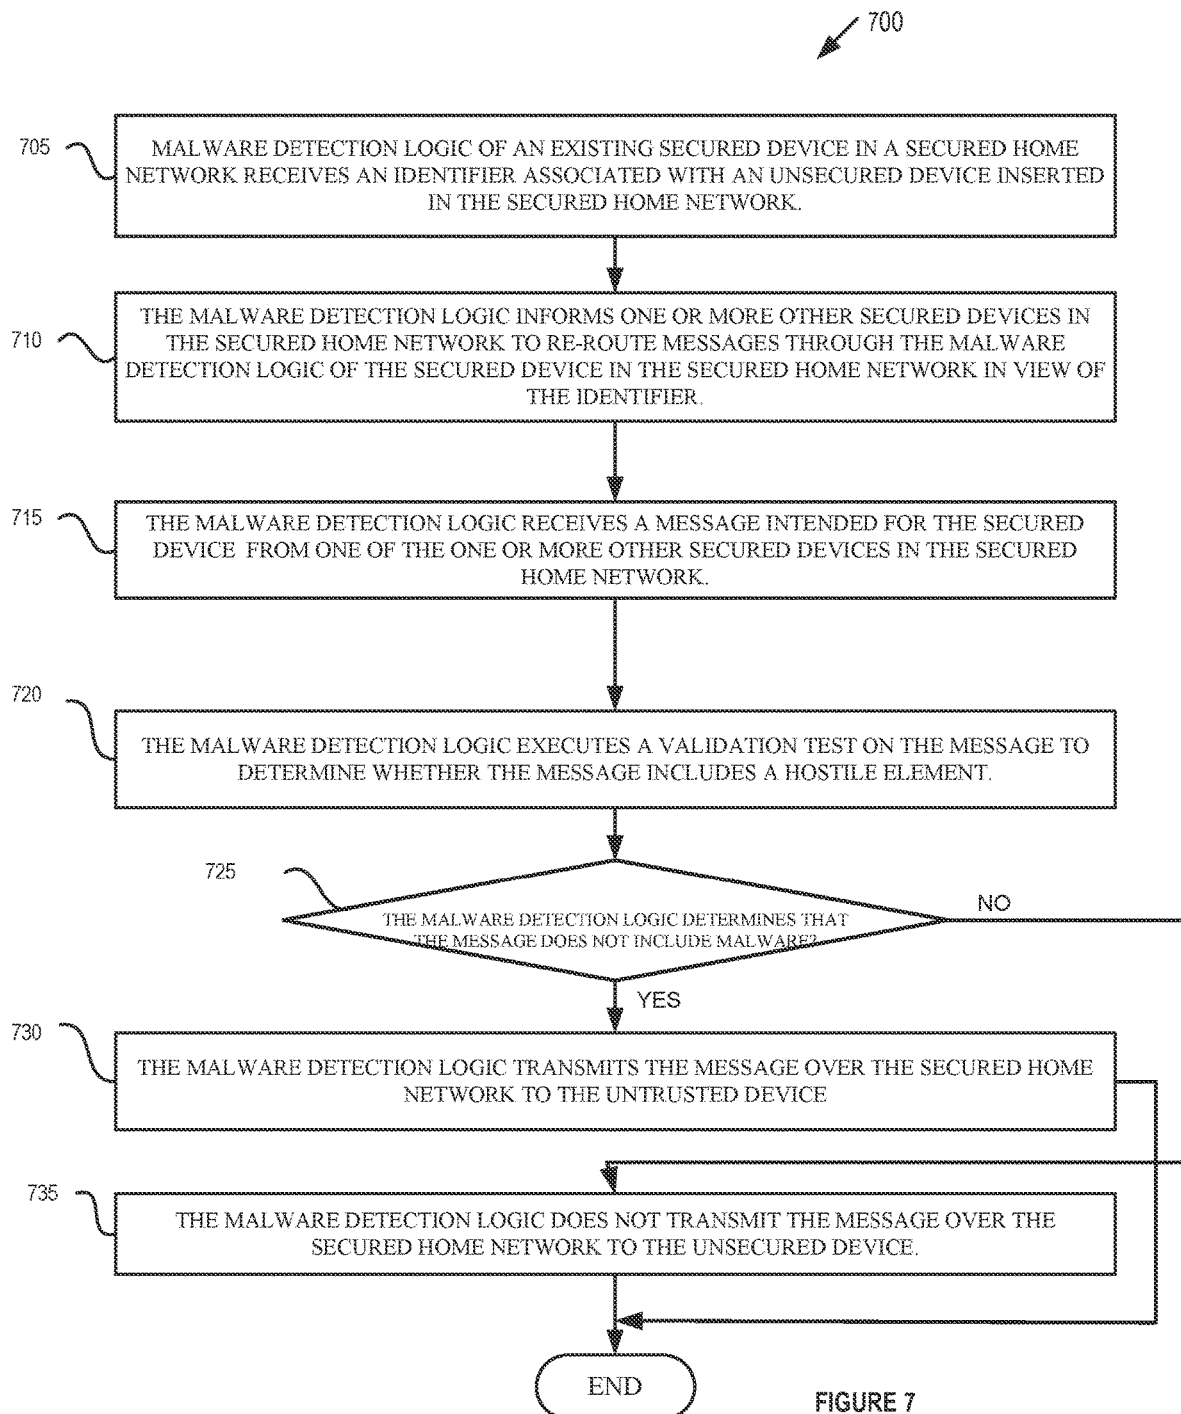 700
705
MALWARE DETECTION LOGIC OF AN EXISTING SECURED DEVICE IN A SECURED HOME
NETWORK RECEIVES AN IDENTIFIER ASSOCIATED WITH AN UNSECURED DEVICE INSERTED
IN THE SECURED HOME NETWORK.
710
THE MALWARE DETECTION LOGIC INFORMS ONE OR MORE OTHER SECURED DEVICES IN
THE SECURED HOME NETWORK TO RE-ROUTE MESSAGES THROUGH THE MALWARE
DETECTION LOGIC OF THE SECURED DEVICE IN THE SECURED HOME NETWORK IN VIEW OF
THE IDENTIFIER.
715
THE MALWARE DETECTION LOGIC RECEIVES A MESSAGE INTENDED FOR THE SECURED
DEVICE FROM ONE OF THE ONE OR MORE OTHER SECURED DEVICES IN THE SECURED
HOME NETWORK.
720
THE MALWARE DETECTION LOGIC EXECUTES A VALIDATION TEST ON THE MESSAGE TO
DETERMINE WHETHER THE MESSAGE INCLUDES A HOSTILE ELEMENT.
725
THE MALWARE DETECTION LOGIC DETERMINES THAT
THE MESSAGE DOES NOT INCLUDE MALWARE?
NO
YES
730
THE MALWARE DETECTION LOGIC TRANSMITS THE MESSAGE OVER THE SECURED HOME
NETWORK TO THE UNTRUSTED DEVICE
735
THE MALWARE DETECTION LOGIC DOES NOT TRANSMIT THE MESSAGE OVER THE
SECURED HOME NETWORK TO THE UNSECURED DEVICE.
END
FIGURE 7